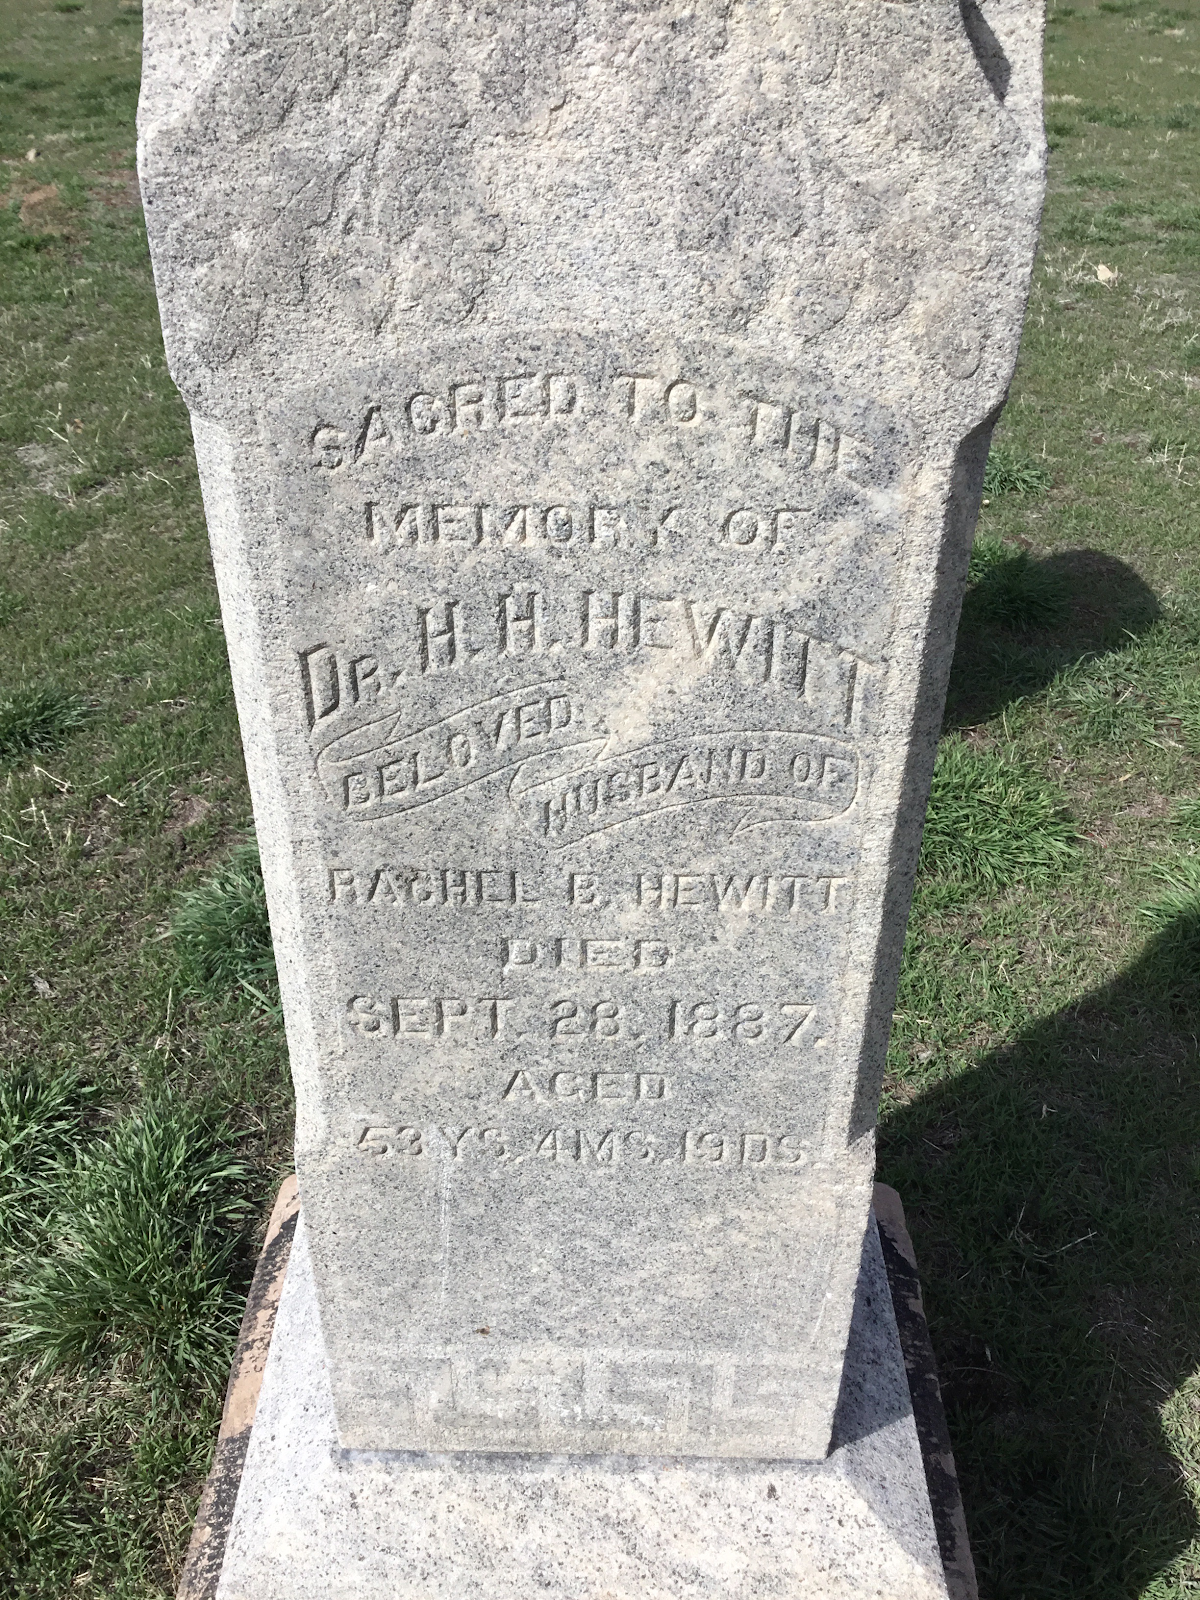 SACRED TO THE
MEMORY OF
DR. H. H. HEWITT
BELOVED
HUSBAND OF
RACHEL B. HEWITT
DIED
SEPT. 28, 1887.
AGED
53 YS. 4 MS. 19 DS.